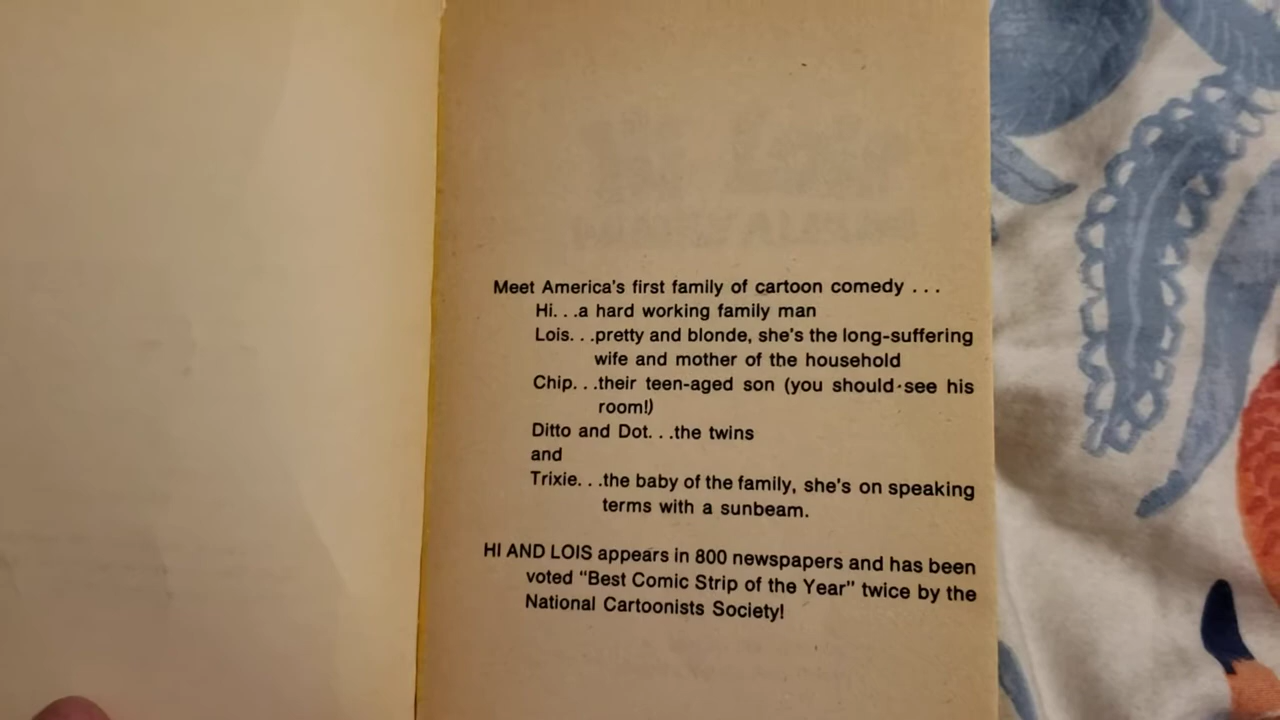 Meet America's first family of cartoon comedy . . .
Hi. . .a hard working family man
Lois. . .pretty and blonde, she's the long-suffering
wife and mother of the household
Chip. . .their teen-aged son (you should see his
room!)
Ditto and Dot. . .the twins
and
Trixie. . .the baby of the family, she's on speaking
terms with a sunbeam.
HI AND LOIS appears in 800 newspapers and has been
voted "Best Comic Strip of the Year" twice by the
National Cartoonists Society!